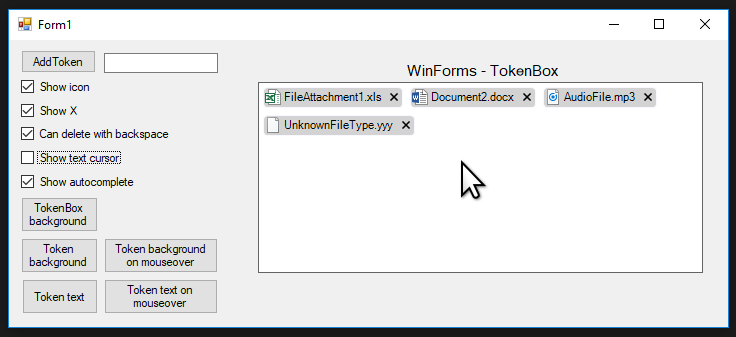 Form1
AddToken
Show icon
Show X
Can delete with backspace
Show text cursor
Show autocomplete
TokenBox
background
Token
background
Token background
on mouseover
Token text
Token text on
mouseover
WinForms - TokenBox
FileAttachment1.xls
Document2.docx
AudioFile.mp3
UnknownFileType.yyy